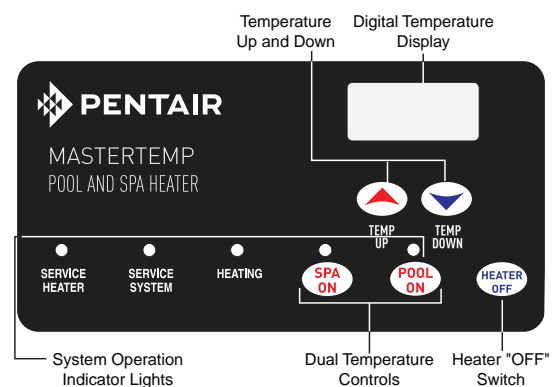 Temperature
Up and Down
Digital Temperature
Display
PENTAIR
MASTERTEMP
POOL AND SPA HEATER
TEMP
UP
TEMP
DOWN
SERVICE
HEATER
SERVICE
SYSTEM
HEATING
SPA
ON
POOL
ON
HEATER
OFF
System Operation
Indicator Lights
Dual Temperature
Controls
Heater "OFF"
Switch